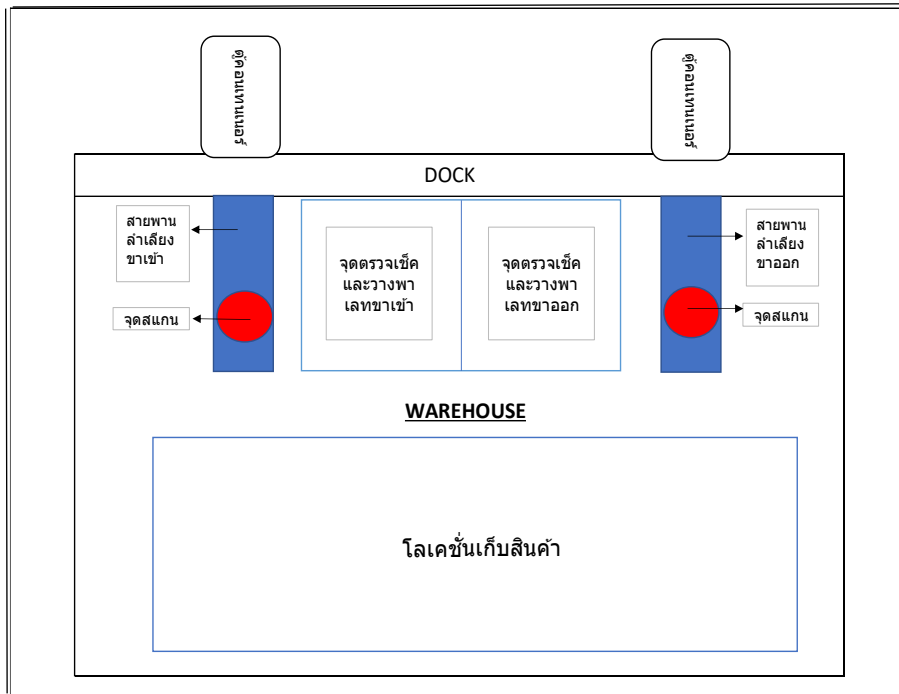 ตู้คอนเทนเนอร์
ตู้คอนเทนเนอร์
DOCK
สายพาน
ลำเลียง
ขาเข้า
จุดตรวจเช็ค
และวางพา
เลทขาเข้า
จุดตรวจเช็ค
และวางพา
เลทขาออก
สายพาน
ลำเลียง
ขาออก
จุดสแกน
จุดสแกน
WAREHOUSE
โลเคชั่นเก็บสินค้า